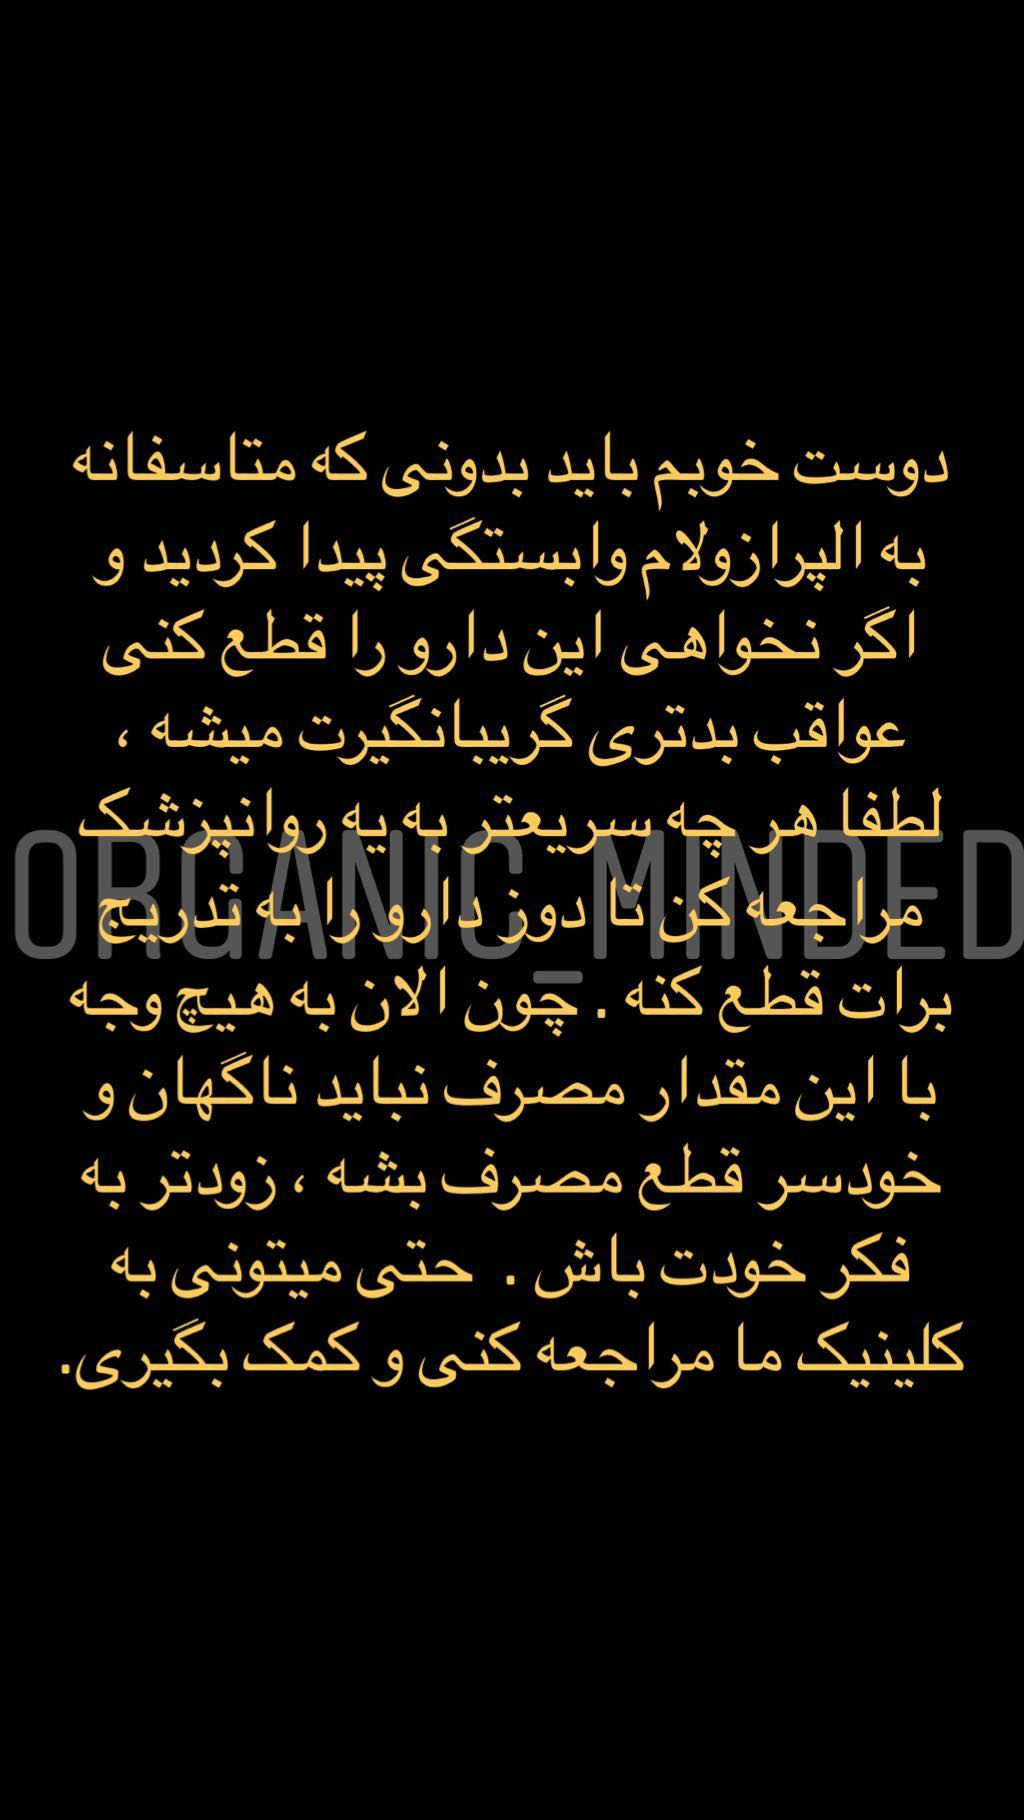 دوست خوبم باید بدونی که متاسفانه
به الپرازولام وابستگی پیدا کردید و
اگر نخواهی این دارو را قطع کنی
عواقب بدتری گریبانگیرت میشه ،
لطفا هر چه سریعتر به یه روانپزشک
ORGANIC_MINDED
مراجعه کن تا دوز دارو را به تدریج
برات قطع کنه . چون الان به هیچ وجه
با این مقدار مصرف نباید ناگهان و
خودسر قطع مصرف بشه ، زودتر به
فکر خودت باش . حتی میتونی به
کلینیک ما مراجعه کنی و کمک بگیری.